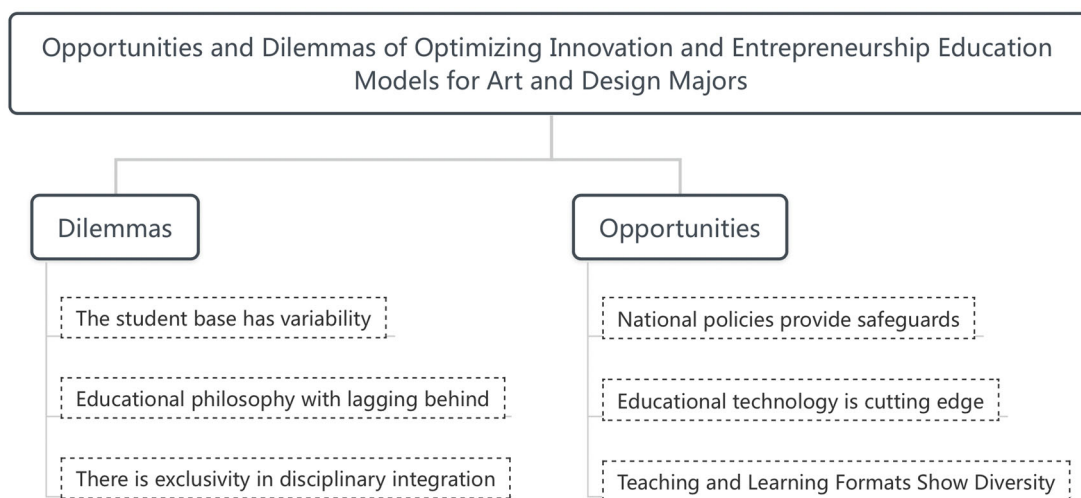 Opportunities and Dilemmas of Optimizing Innovation and Entrepreneurship Education
Models for Art and Design Majors
Dilemmas
The student base has variability
Educational philosophy with lagging behind
There is exclusivity in disciplinary integration
Opportunities
National policies provide safeguards
Educational technology is cutting edge
Teaching and Learning Formats Show Diversity